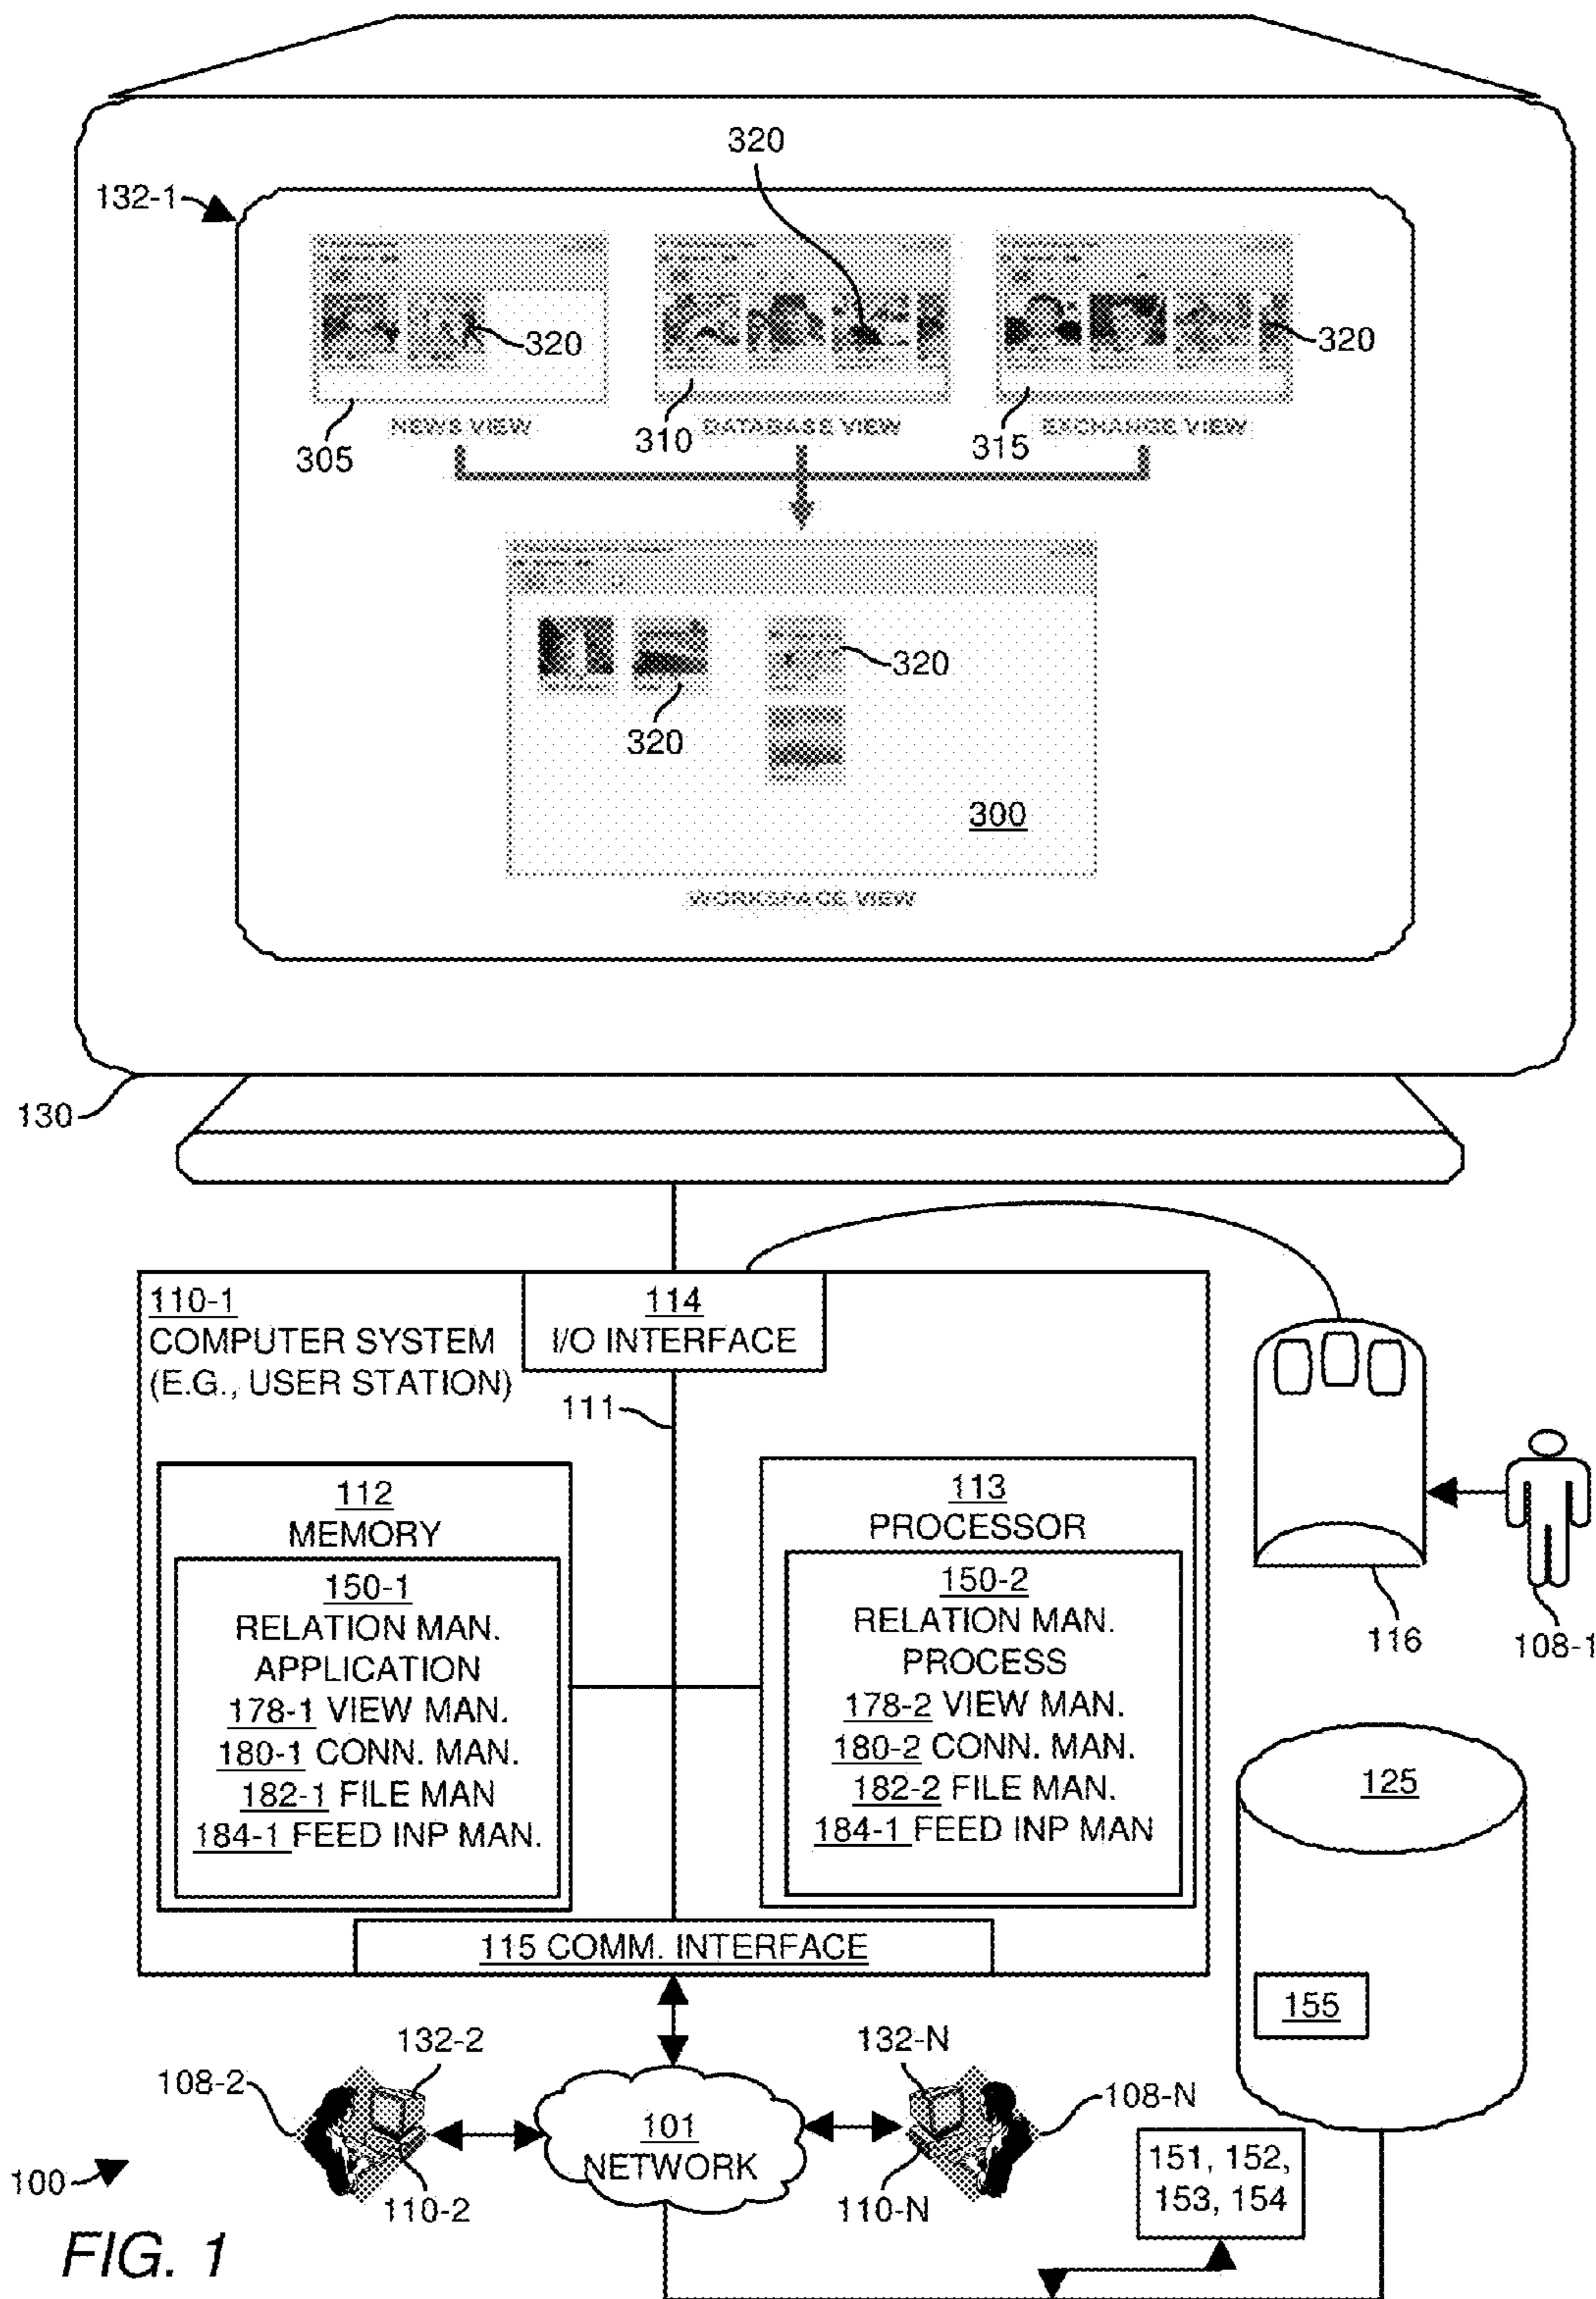 320
132-1
320
320
NEWS VIEW
310
DATABASE VIEW
315
EXCHANGE VIEW
305
320
320
300
WORKSPACE VIEW
130
110-1
COMPUTER SYSTEM
(E.G., USER STATION)
114
I/O INTERFACE
111
112
MEMORY
150-1
RELATION MAN.
APPLICATION
178-1 VIEW MAN.
180-1 CONN. MAN.
182-1 FILE MAN
184-1 FEED INP MAN.
113
PROCESSOR
150-2
RELATION MAN.
PROCESS
178-2 VIEW MAN.
180-2 CONN. MAN.
182-2 FILE MAN.
184-1 FEED INP MAN
116
108-1
125
155
115 COMM. INTERFACE
132-2
108-2
110-2
101
NETWORK
132-N
108-N
110-N
151, 152,
153, 154
100
FIG. 1